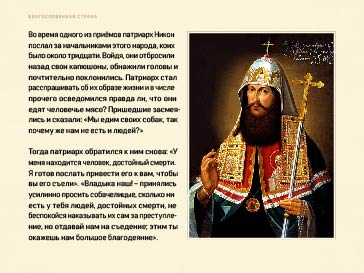 БЛАГОСЛОВЕННАЯ СТРАНА
Во время одного из приёмов патриарх Никон
послал за начальниками этого народа, коих
было около тридцати. Войдя, они отбросили
назад свои капюшоны, обнажили головы и
почтительно поклонились. Патриарх стал
расспрашивать об их образе жизни и в числе
прочего осведомился правда ли, что они
едят человечье мясо? Пришедшие засмея-
лись и сказали: «Мы едим своих собак, так
почему же нам не есть и людей?»
Тогда патриарх обратился к ним снова: «У
меня находится человек, достойный смерти.
Я готов послать привести его к вам, чтобы
вы его съели». «Владыка наш! – принялись
усиленно просить собачелицые, сколько ни
есть у тебя людей, достойных смерти, не
беспокойся наказывать их сам за преступле-
ние, но отдавай нам на съедение; этим ты
окажешь нам большое благодеяние».